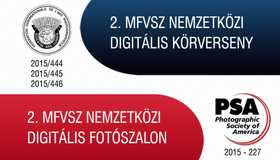 2. MFVSZ NEMZETKÖZI
DIGITÁLIS KÖRVERSENY
2015/444
2015/445
2015/446
2. MFVSZ NEMZETKÖZI
DIGITÁLIS FOTÓSZALON
PSA
Photographic
Society of
America
2015 - 227